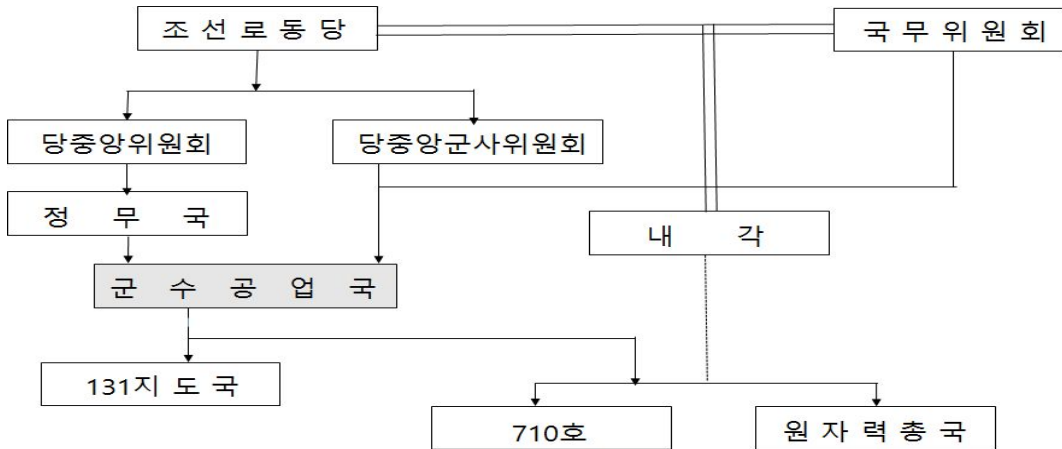 조 선 로 동 당
국 무 위 원 회
당중앙위원회
당중앙군사위원회
정 무 국
내 각
군 수 공 업 국
131지 도 국
710호
원 자 력 총 국